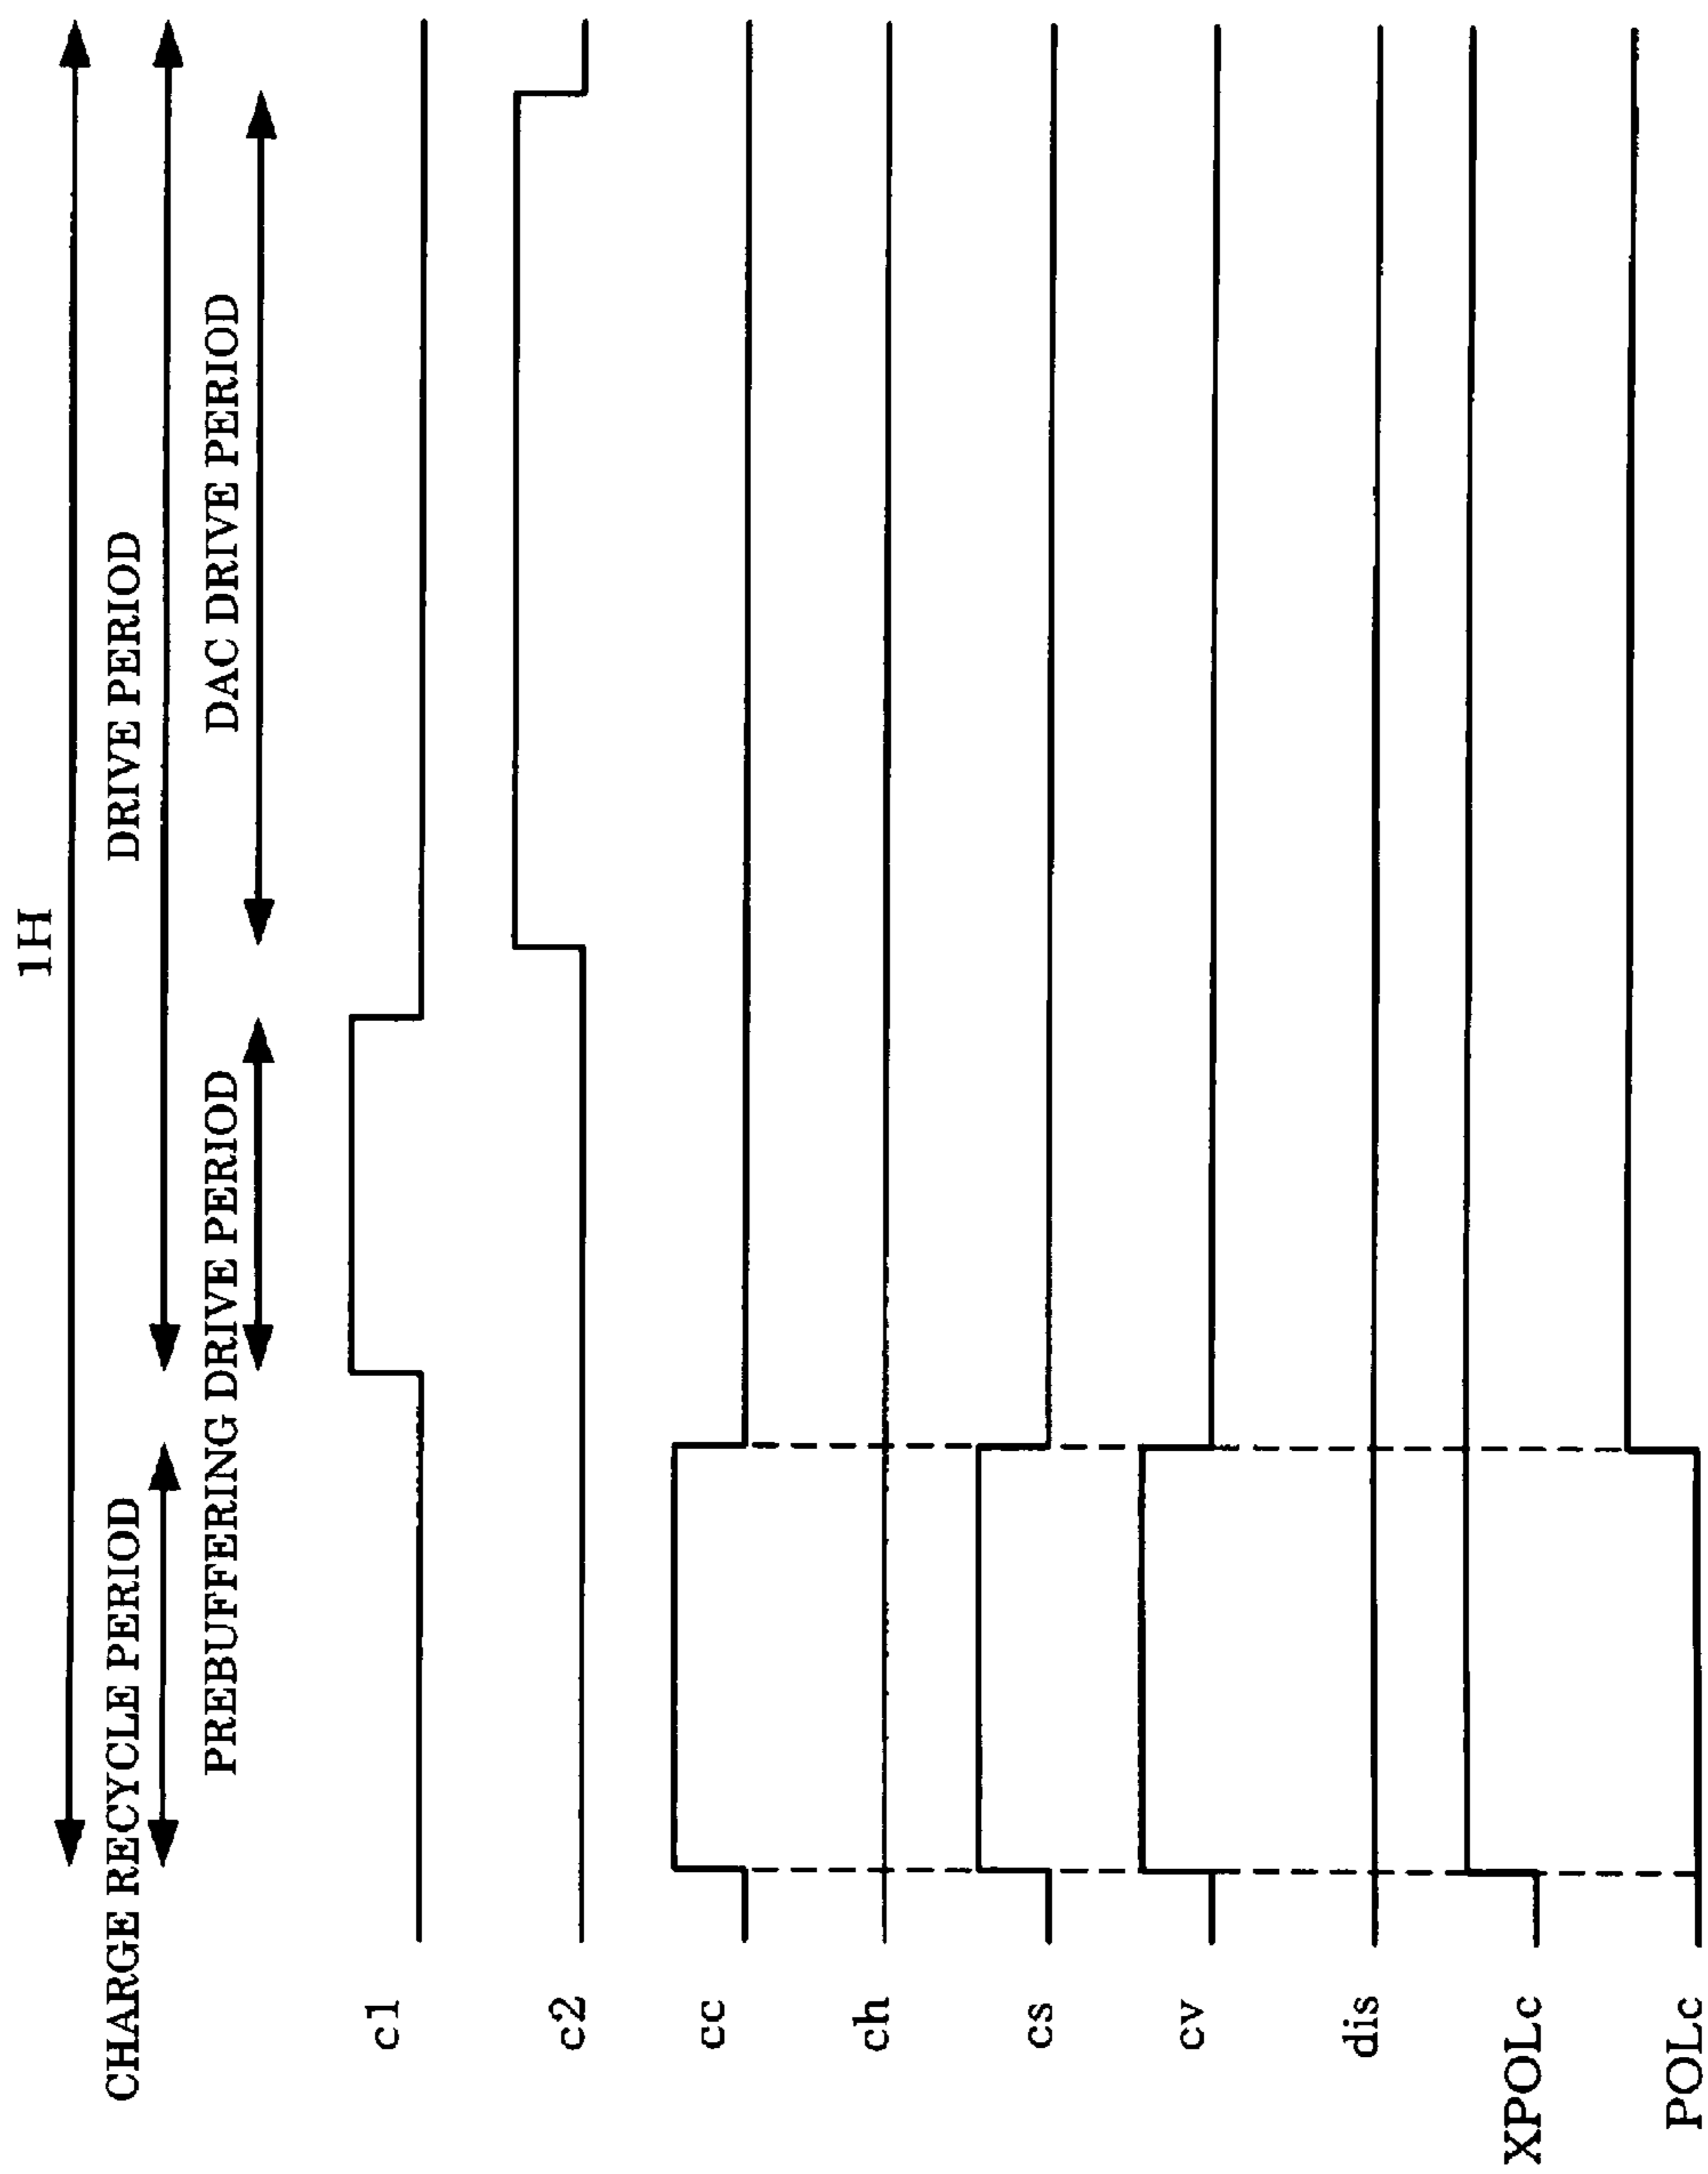 1H
CHARGE RECYCLE PERIOD
DRIVE PERIOD
PREBUFFERING DRIVE PERIOD
DAC DRIVE PERIOD
c1
c2
cc
ch
cs
cv
dis
XPOLc
POLc